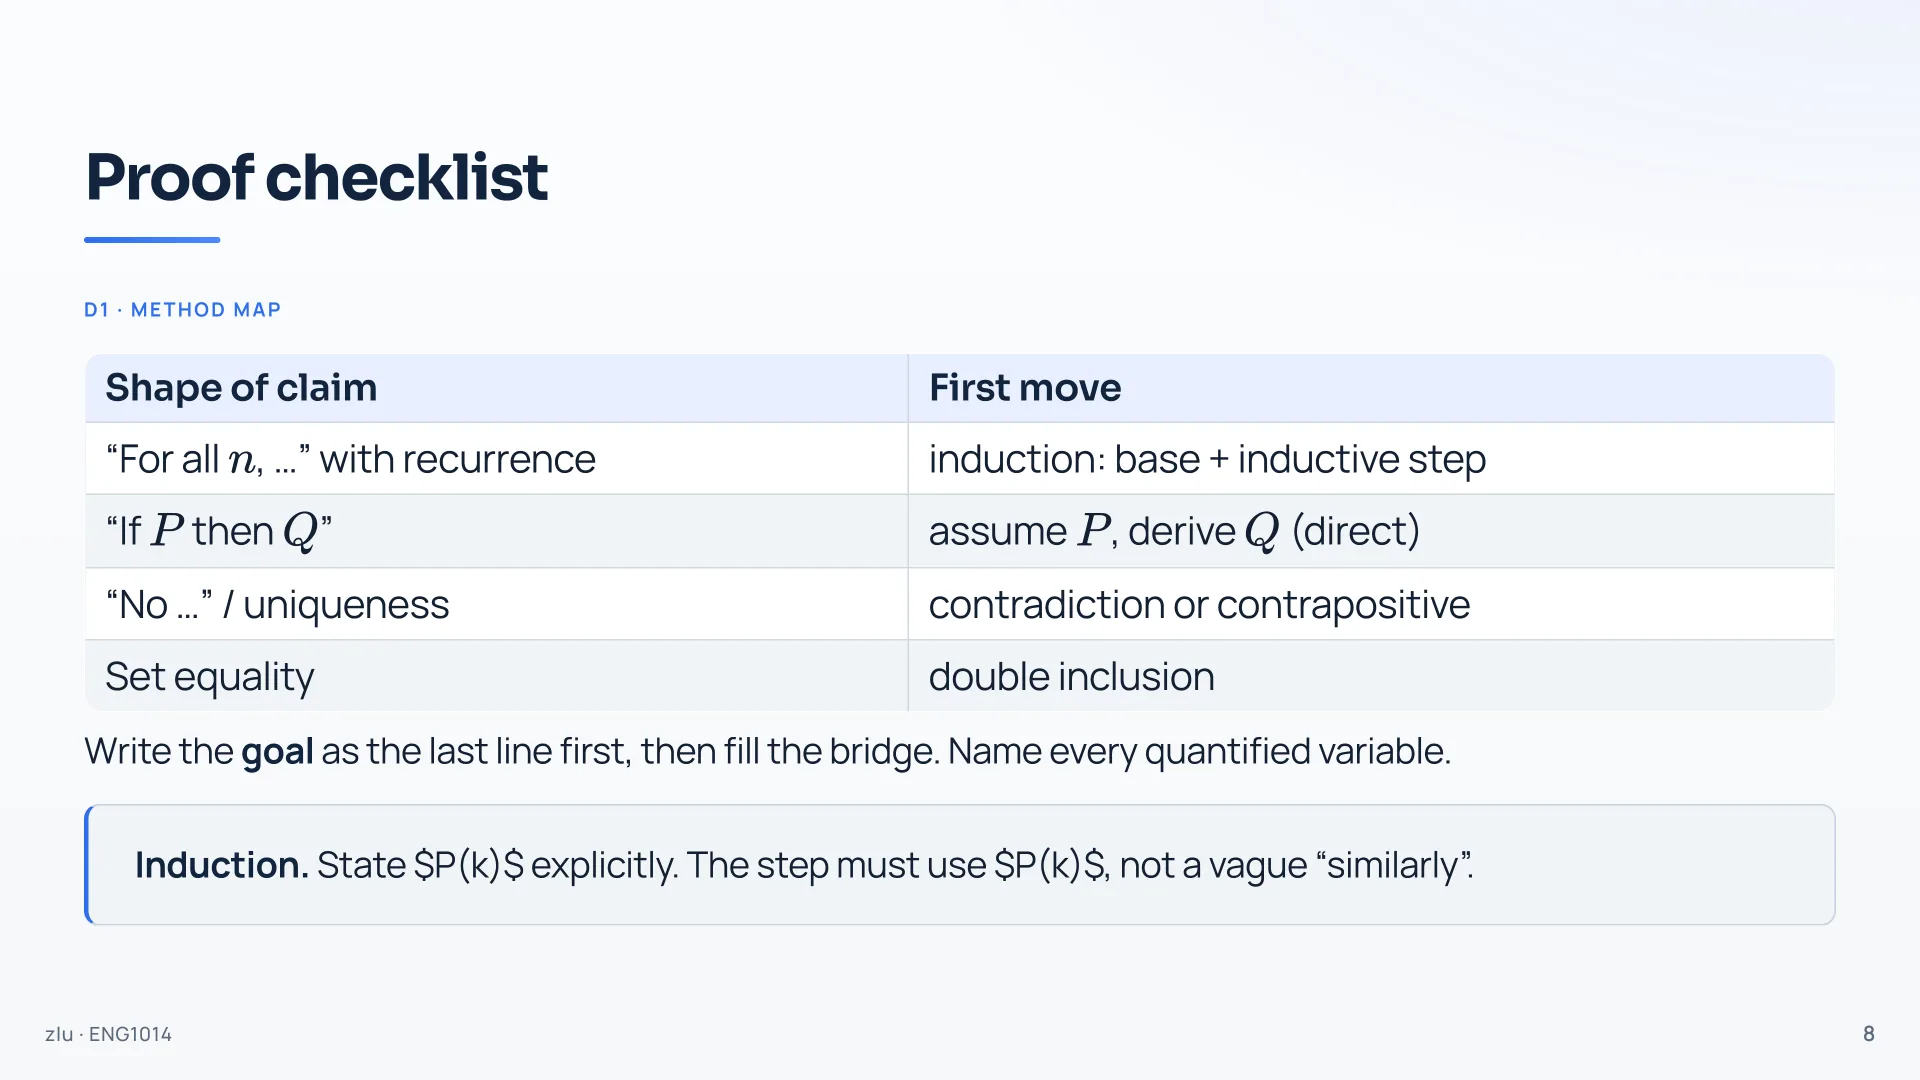 Proof checklist
D1 · METHOD MAP
Shape of claim First move
“For all n, …” with recurrence induction: base + inductive step
“If P then Q” assume P, derive Q (direct)
“No …” / uniqueness contradiction or contrapositive
Set equality double inclusion
Write the goal as the last line first, then fill the bridge. Name every quantified variable.
Induction. State $P(k)$ explicitly. The step must use $P(k)$, not a vague “similarly”.
zlu · ENG1014 8